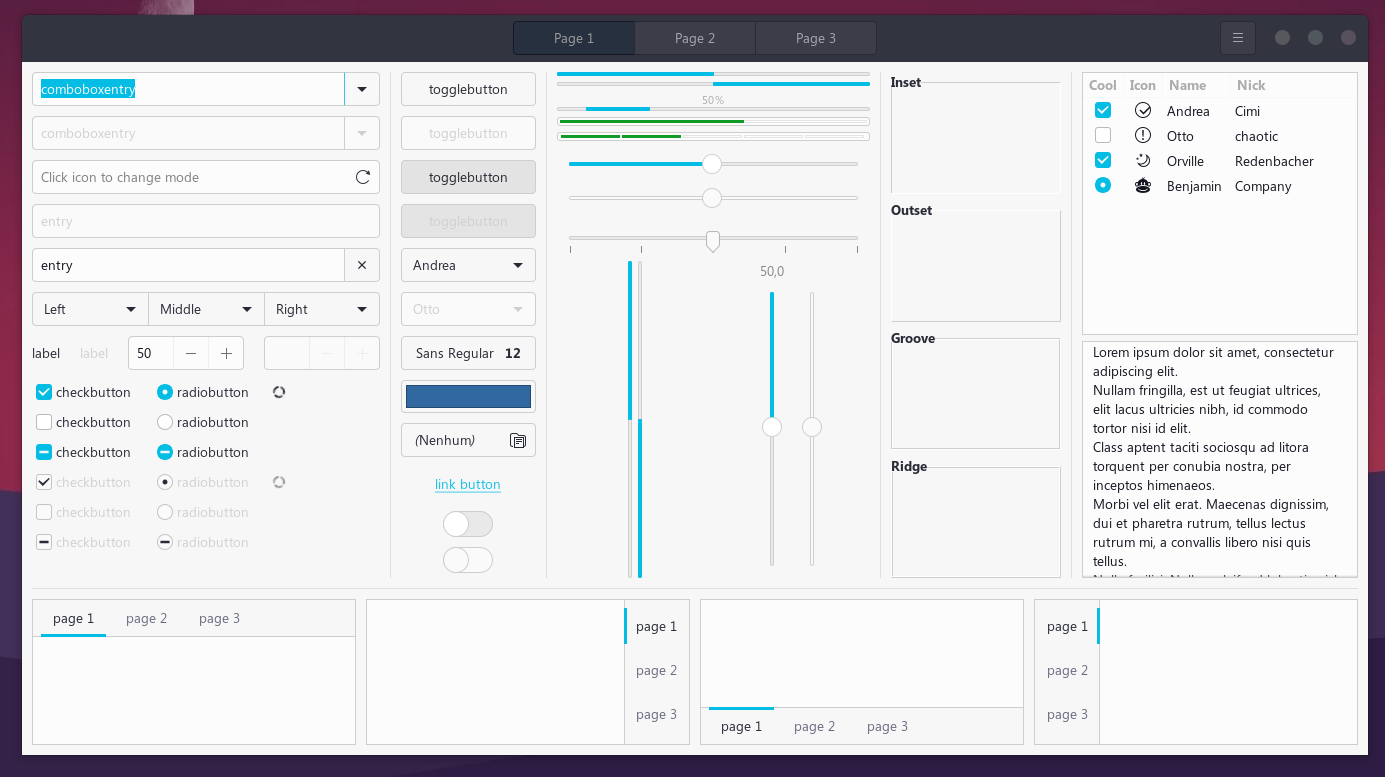 Page 1 Page 2 Page 3
comboboxentry
comboboxentry
Click icon to change mode
entry
entry
Left Middle Right
label label 50
checkbutton radiobutton
checkbutton radiobutton
checkbutton radiobutton
checkbutton radiobutton
checkbutton radiobutton
checkbutton radiobutton
togglebutton
togglebutton
togglebutton
togglebutton
Andrea
Otto
Sans Regular 12
(Nenhum)
link button
50%
50,0
Inset
Outset
Groove
Ridge
Cool Icon Name Nick
Andrea Cimi
Otto chaotic
Orville Redenbacher
Benjamin Company
Lorem ipsum dolor sit amet, consectetur
adipiscing elit.
Nullam fringilla, est ut feugiat ultrices,
elit lacus ultricies nibh, id commodo
tortor nisi id elit.
Class aptent taciti sociosqu ad litora
torquent per conubia nostra, per
inceptos himenaeos.
Morbi vel elit erat. Maecenas dignissim,
dui et pharetra rutrum, tellus lectus
rutrum mi, a convallis libero nisi quis
tellus.
page 1 page 2 page 3
page 1
page 2
page 3
page 1 page 2 page 3
page 1
page 2
page 3